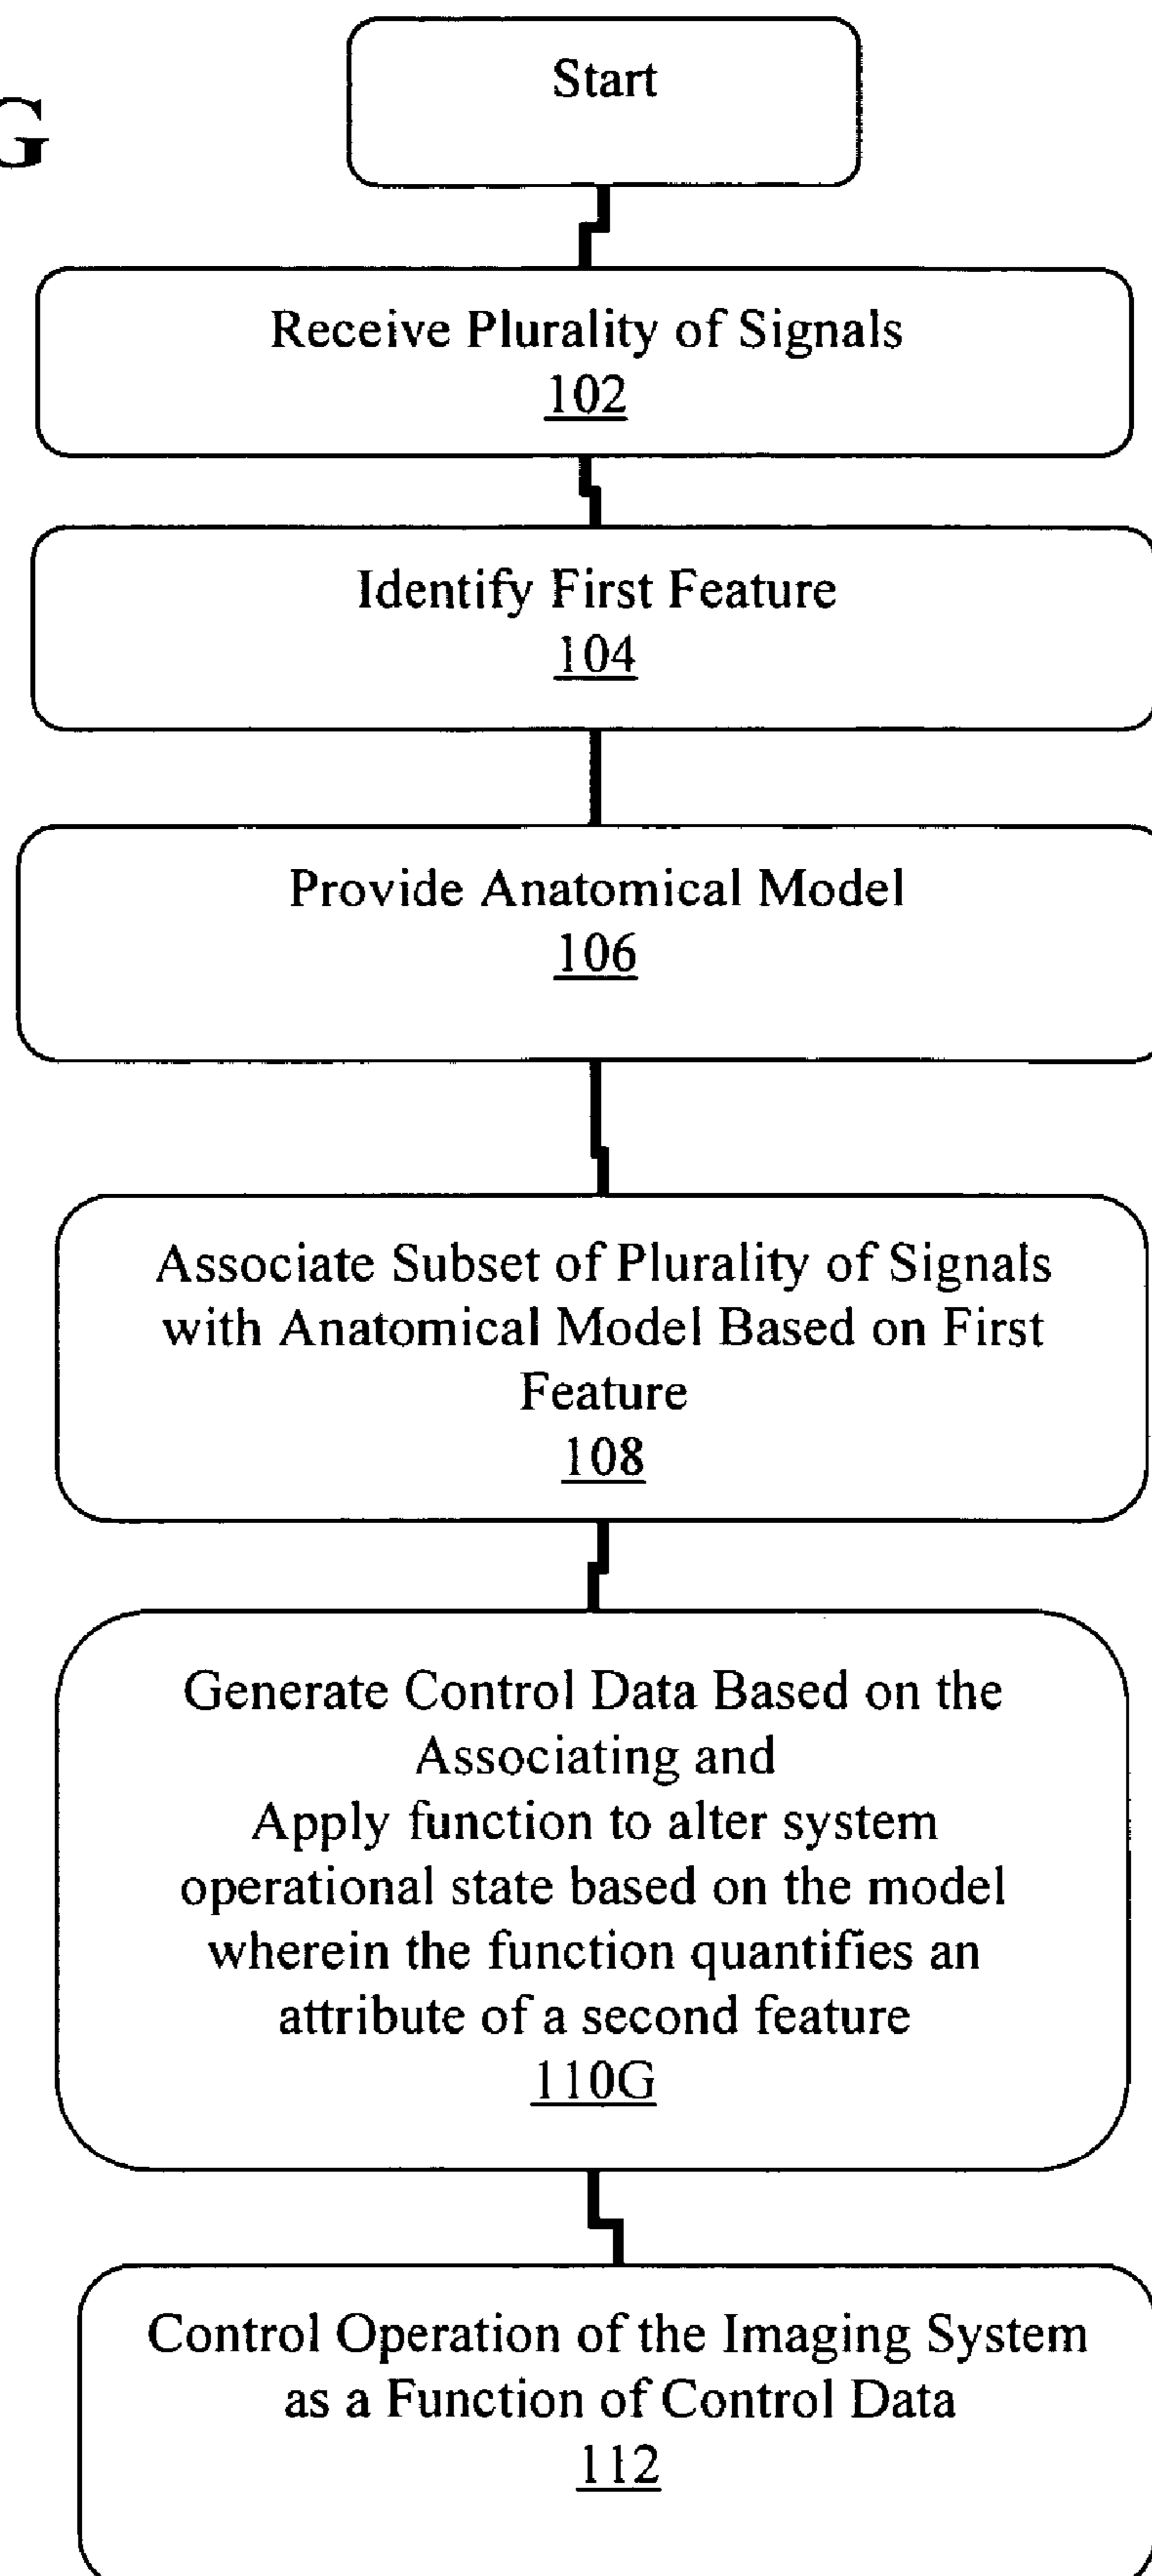 G
Start
Receive Plurality of Signals
102
Identify First Feature
104
Provide Anatomical Model
106
Associate Subset of Plurality of Signals
with Anatomical Model Based on First
Feature
108
Generate Control Data Based on the
Associating and
Apply function to alter system
operational state based on the model
wherein the function quantifies an
attribute of a second feature
110G
Control Operation of the Imaging System
as a Function of Control Data
112